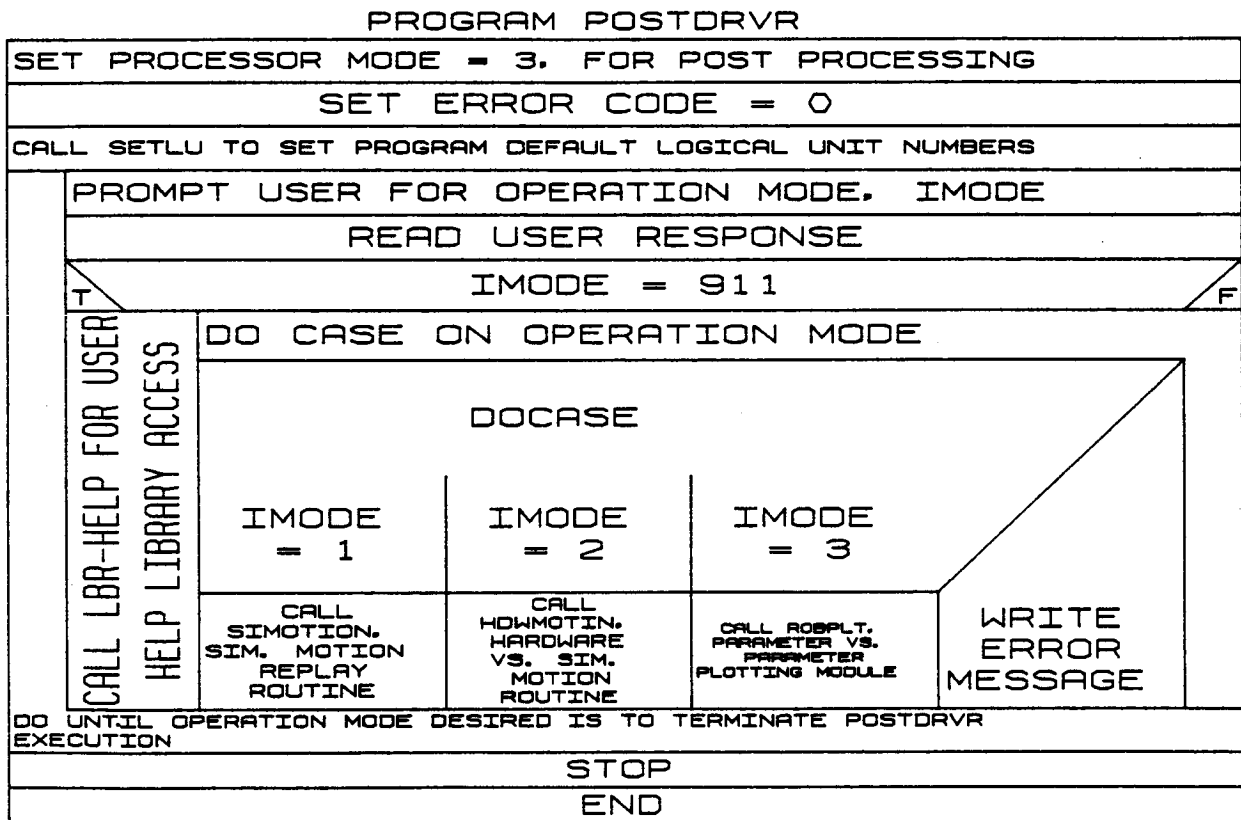 PROGRAM POSTDRVR
SET PROCESSOR MODE = 3. FOR POST PROCESSING
SET ERROR CODE = 0
CALL SETLU TO SET PROGRAM DEFAULT LOGICAL UNIT NUMBERS
PROMPT USER FOR OPERATION MODE. IMODE
READ USER RESPONSE
T
IMODE = 911
F
CALL LBR-HELP FOR USER
HELP LIBRARY ACCESS
DO CASE ON OPERATION MODE
DOCASE
IMODE
= 1
IMODE
= 2
IMODE
= 3
CALL
SIMOTION.
SIM. MOTION
REPLAY
ROUTINE
CALL
HDWMOTIN.
HARDWARE
VS. SIM.
MOTION
ROUTINE
CALL ROBPLT.
PARAMETER VS.
PARAMETER
PLOTTING MODULE
WRITE
ERROR
MESSAGE
DO UNTIL OPERATION MODE DESIRED IS TO TERMINATE POSTDRVR
EXECUTION
STOP
END